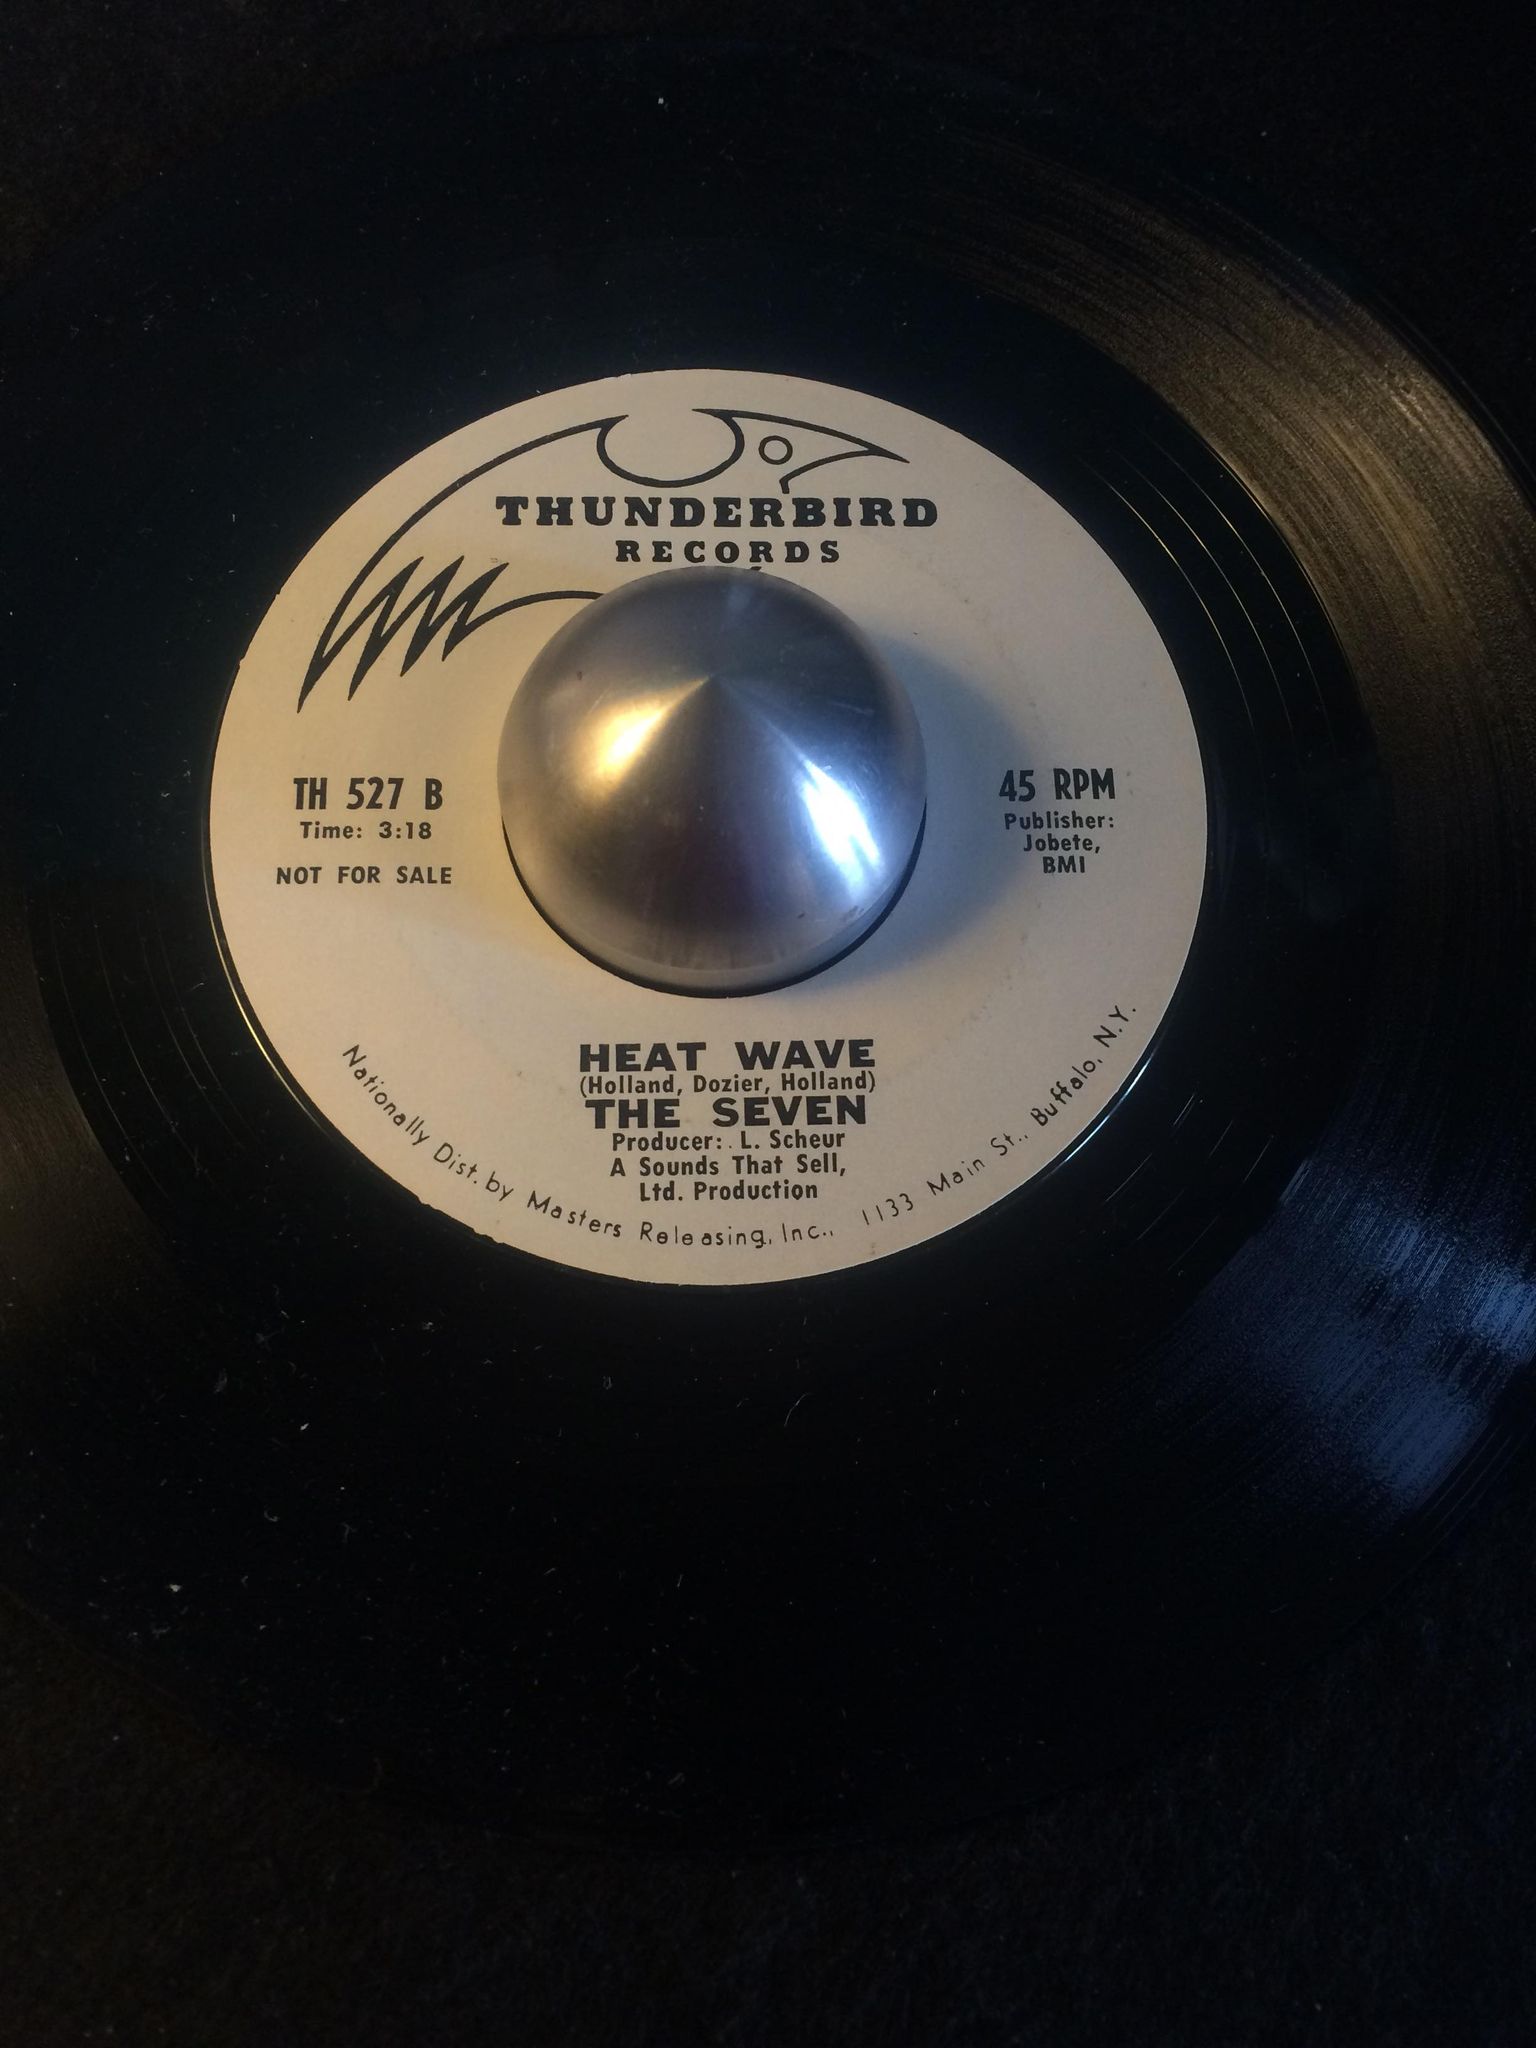 THUNDERBIRD
RECORDS
TH 527 B
Time: 3:18
NOT FOR SALE
45 RPM
Publisher:
Jobete,
BMI
HEAT WAVE
(Holland, Dozier, Holland)
THE SEVEN
Producer: L. Scheur
A Sounds That Sell,
Ltd. Production
Nationally Dist. by Masters Releasing, Inc., 1133 Main St., Buffalo, N.Y.